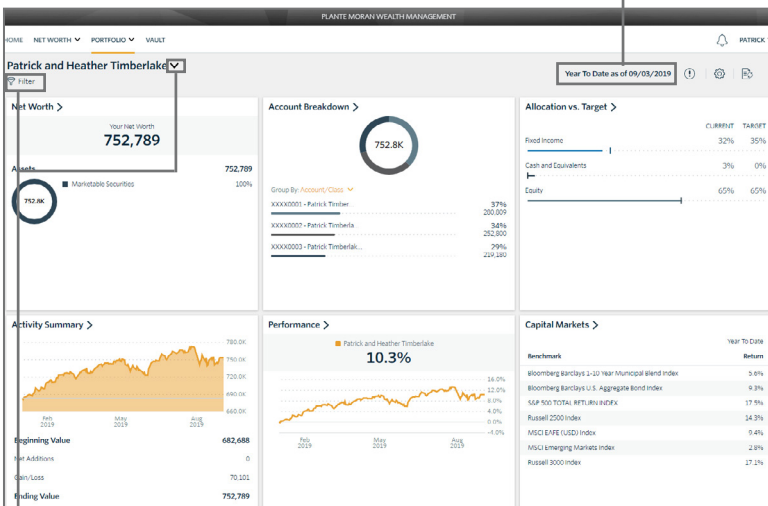 PLANTE MORAN WEALTH MANAGEMENT
HOME NET WORTH PORTFOLIO VAULT PATRICK
Patrick and Heather Timberlake
Filter
Year To Date as of 09/03/2019
Net Worth >
Your Net Worth
752,789
Assets 752,789
Marketable Securities 100%
752.8K
Account Breakdown >
752.8K
Group By: Account/Class
XXXX0001 - Patrick Timber 37%
200,009
XXXX0002 - Patrick Timberla 34%
252,800
XXXX0003 - Patrick Timberlak... 29%
219,180
Allocation vs. Target >
CURRENT TARGET
Fixed Income 32% 35%
Cash and Equivalents 3% 0%
Equity 65% 65%
Activity Summary >
780.0K
750.0K
720.0K
690.0K
660.0K
Feb 2019 May 2019 Aug 2019
Beginning Value 682,688
Net Additions 0
Gain/Loss 70,101
Ending Value 752,789
Performance >
Patrick and Heather Timberlake
10.3%
16.0%
12.0%
8.0%
4.0%
0.0%
-4.0%
Feb 2019 May 2019 Aug 2019
Capital Markets >
Year To Date
Benchmark Return
Bloomberg Barclays 1-10 Year Municipal Blend Index 5.6%
Bloomberg Barclays U.S. Aggregate Bond Index 9.3%
S&P 500 TOTAL RETURN INDEX 17.5%
Russell 2500 Index 14.3%
MSCI EAFE (USD) Index 9.4%
MSCI Emerging Markets Index 2.8%
Russell 3000 Index 17.1%